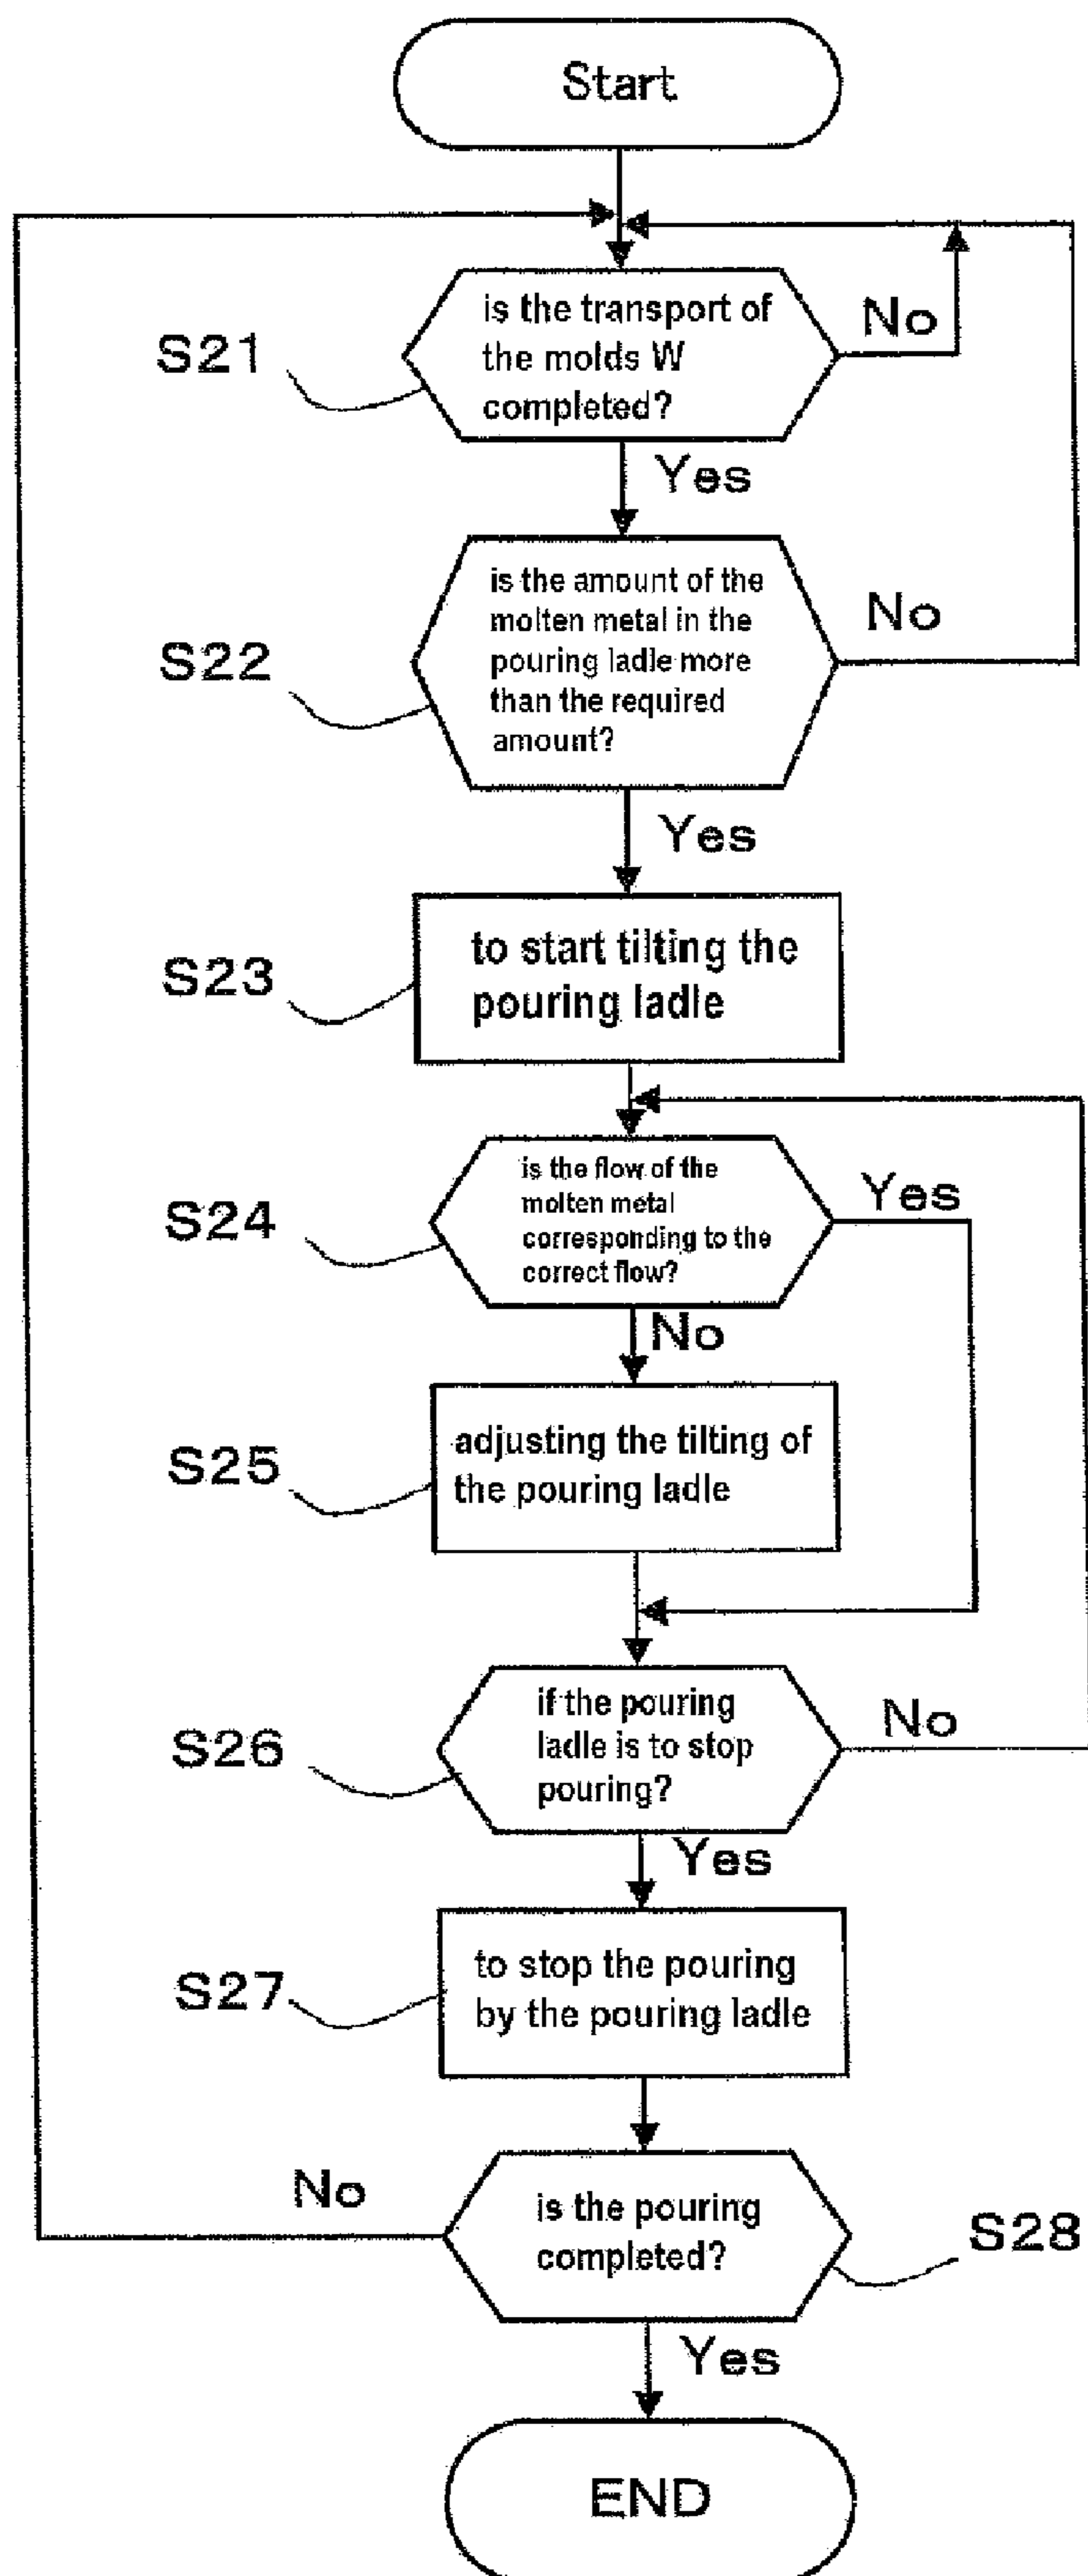 Start
is the transport of
the molds W
completed?
No
S21
Yes
is the amount of the
molten metal in the
pouring ladle more
than the required
amount?
No
S22
Yes
to start tilting the
pouring ladle
S23
is the flow of the
molten metal
corresponding to the
correct flow?
Yes
S24
No
adjusting the tilting of
the pouring ladle
S25
if the pouring
ladle is to stop
pouring?
No
S26
Yes
to stop the pouring
by the pouring ladle
S27
No
is the pouring
completed?
S28
Yes
END